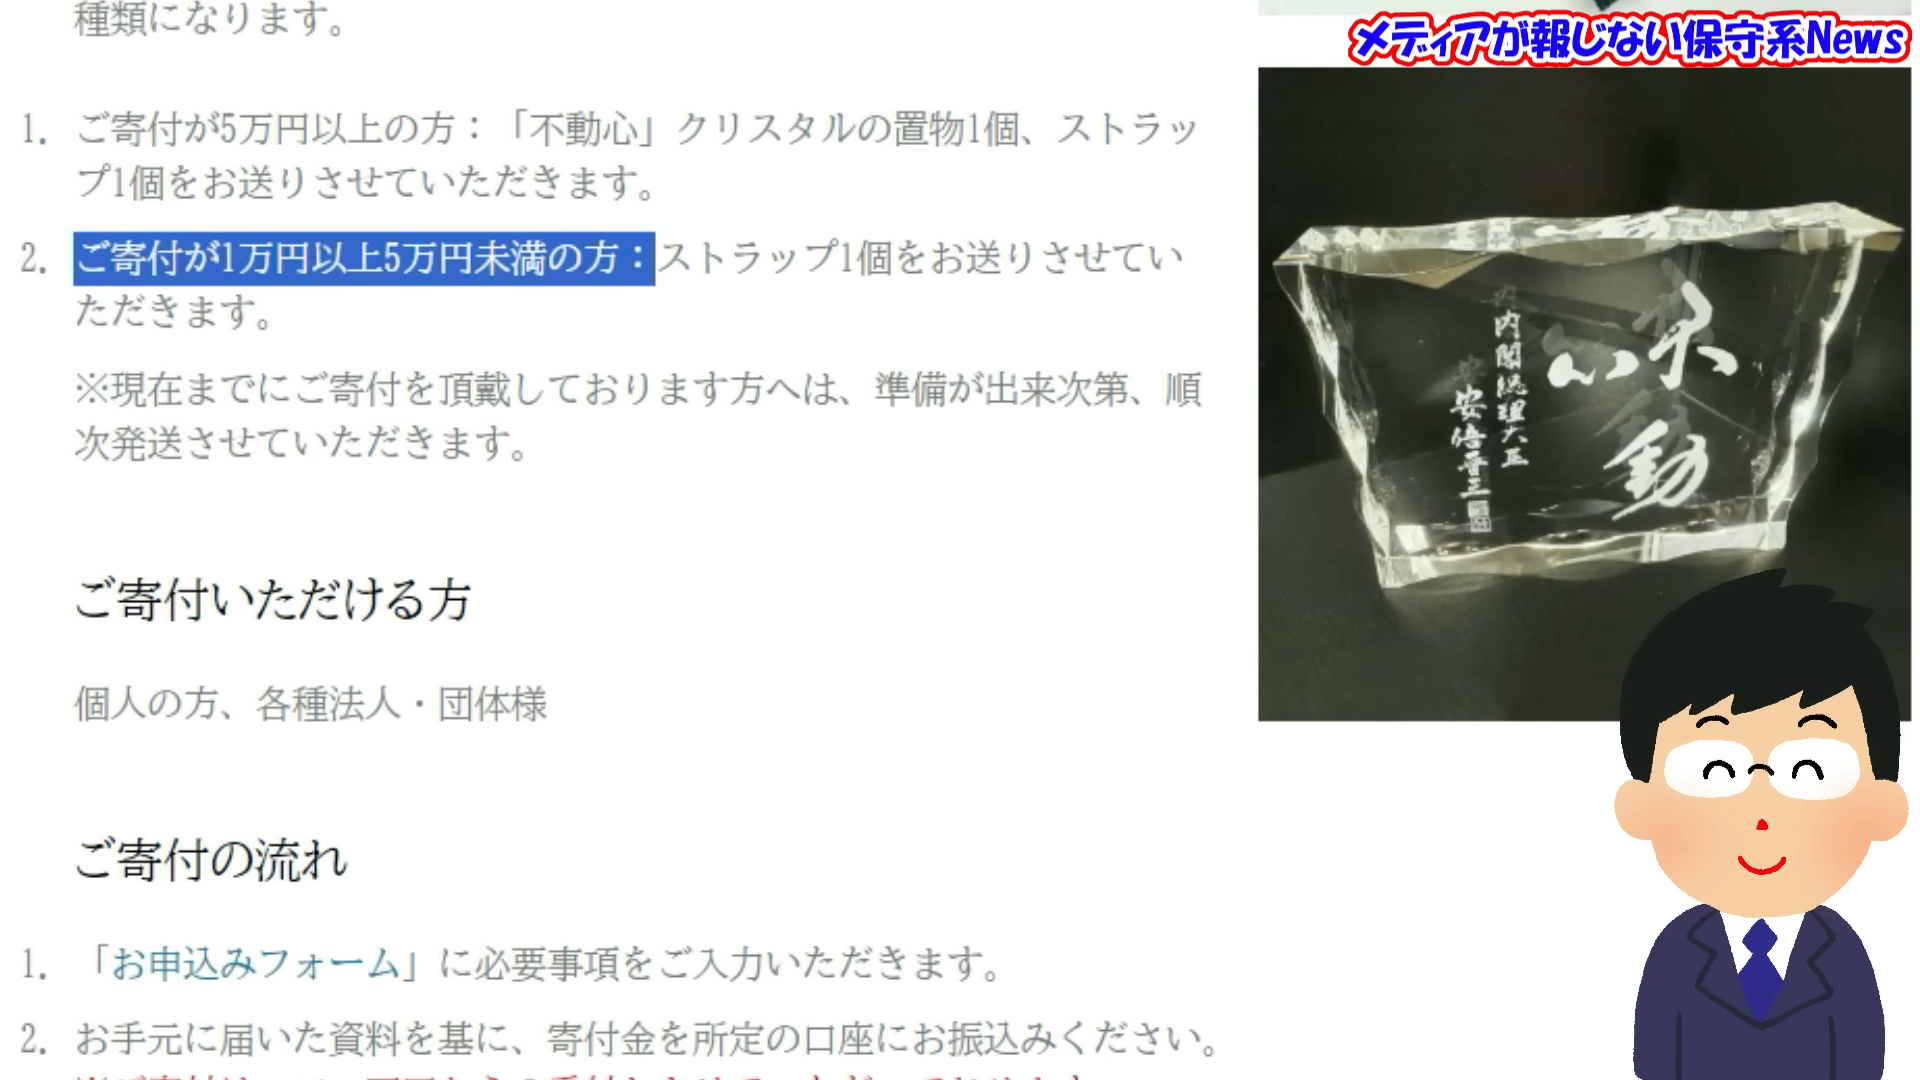 種類になります。
メディアが報じない保守系News
1. ご寄付が5万円以上の方：「不動心」クリスタルの置物1個、ストラッ
プ1個をお送りさせていただきます。
2. ご寄付が1万円以上5万円未満の方：ストラップ1個をお送りさせてい
ただきます。
※現在までにご寄付を頂戴しております方へは、準備が出来次第、順
次発送させていただきます。
不動心
内閣総理大臣
安倍晋三
ご寄付いただける方
個人の方、各種法人・団体様
ご寄付の流れ
1. 「お申込みフォーム」に必要事項をご入力いただきます。
2. お手元に届いた資料を基に、寄付金を所定の口座にお振込みください。